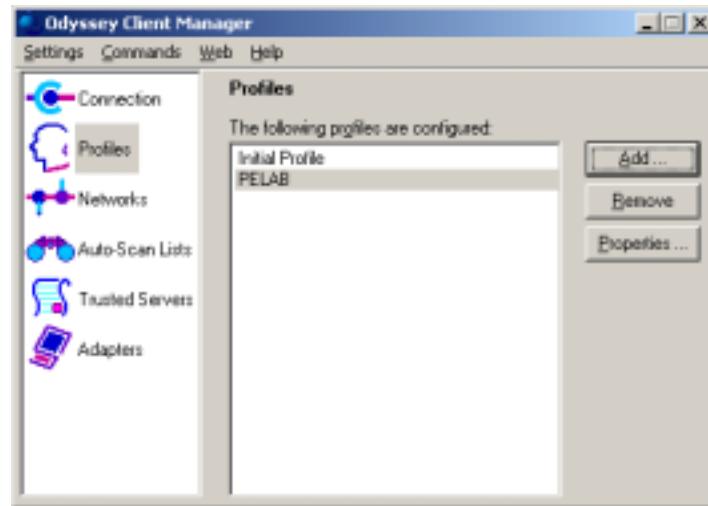 Odyssey Client Manager
Settings Commands Web Help
Connection
Profiles
Networks
Auto-Scan Lists
Trusted Servers
Adapters
Profiles
The following profiles are configured:
Initial Profile
PELAB
Add ...
Remove
Properties ...